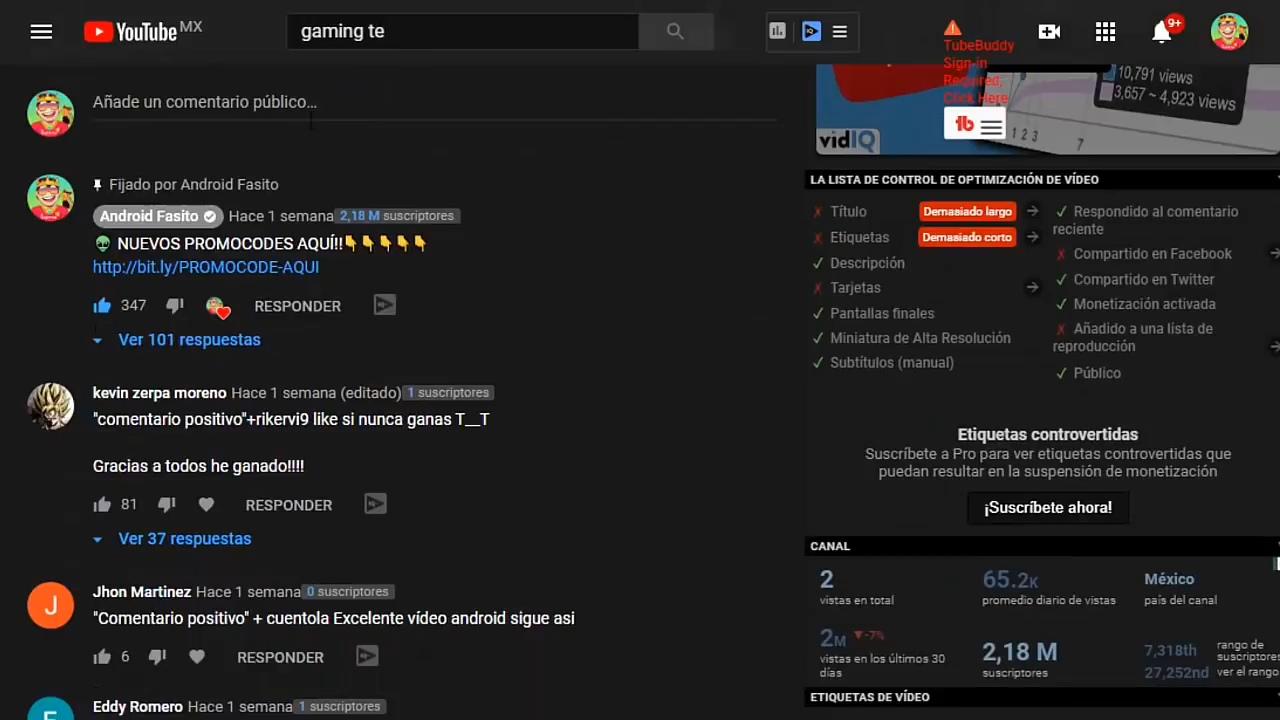 YouTube MX
gaming te
9+
TubeBuddy
Sign-in
Required,
Click Here
tb
Añade un comentario público...
10,791 views
3,657 ~ 4,923 views
1 2 3
7
vidIQ
Fijado por Android Fasito
Android Fasito Hace 1 semana 2,18 M suscriptores
👽 NUEVOS PROMOCODES AQUÍ!!👇👇👇👇👇
http://bit.ly/PROMOCODE-AQUI
347 RESPONDER
Ver 101 respuestas
kevin zerpa moreno Hace 1 semana (editado) 1 suscriptores
"comentario positivo"+rikervi9 like si nunca ganas T__T
Gracias a todos he ganado!!!!
81 RESPONDER
Ver 37 respuestas
J
Jhon Martinez Hace 1 semana 0 suscriptores
"Comentario positivo" + cuentola Excelente vídeo android sigue asi
6 RESPONDER
E
Eddy Romero Hace 1 semana 1 suscriptores
LA LISTA DE CONTROL DE OPTIMIZACIÓN DE VÍDEO
✗ Título Demasiado largo
✗ Etiquetas Demasiado corto
✓ Descripción
✗ Tarjetas
✓ Pantallas finales
✓ Miniatura de Alta Resolución
✓ Subtítulos (manual)
✓ Respondido al comentario
reciente
✗ Compartido en Facebook
✓ Compartido en Twitter
✓ Monetización activada
✗ Añadido a una lista de
reproducción
✓ Público
Etiquetas controvertidas
Suscríbete a Pro para ver etiquetas controvertidas que
puedan resultar en la suspensión de monetización
¡Suscríbete ahora!
CANAL
2
vistas en total
65.2K
promedio diario de vistas
México
país del canal
2M ▼-7%
vistas en los últimos 30
días
2,18 M
suscriptores
7,318th
27,252nd
rango de
suscriptores
ver el rango
ETIQUETAS DE VÍDEO